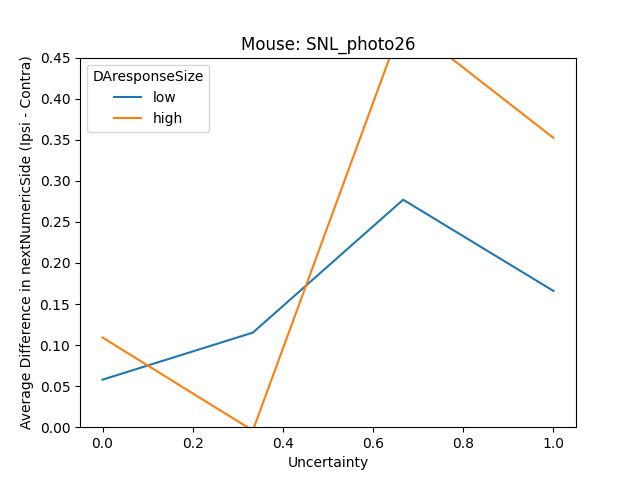 Mouse: SNL_photo26
DAresponseSize
low
high
Average Difference in nextNumericSide (Ipsi - Contra)
0.45
0.40
0.35
0.30
0.25
0.20
0.15
0.10
0.05
0.00
0.0
0.2
0.4
0.6
0.8
1.0
Uncertainty